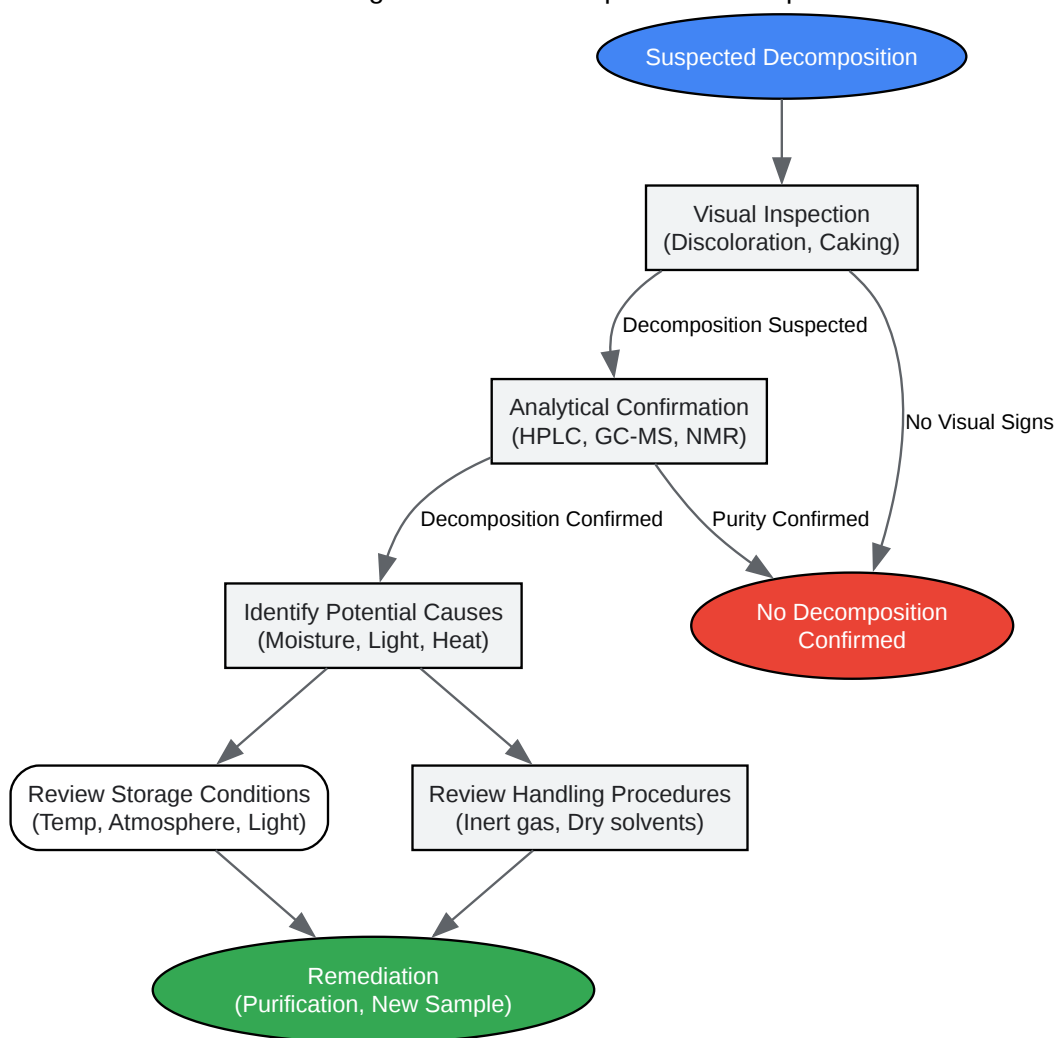 Suspected Decomposition
Visual Inspection
(Discoloration, Caking)
Decomposition Suspected
Analytical Confirmation
(HPLC, GC-MS, NMR)
No Visual Signs
Decomposition Confirmed
Purity Confirmed
Identify Potential Causes
(Moisture, Light, Heat)
No Decomposition
Confirmed
Review Storage Conditions
(Temp, Atmosphere, Light)
Review Handling Procedures
(Inert gas, Dry solvents)
Remediation
(Purification, New Sample)